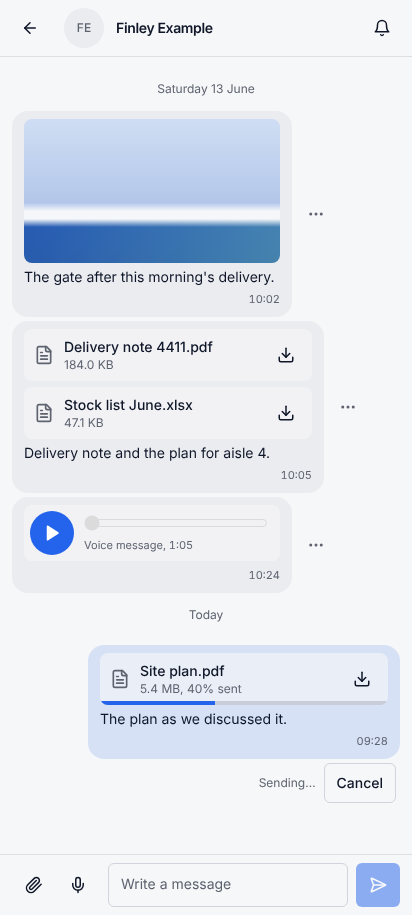 FE
Finley Example
Saturday 13 June
The gate after this morning's delivery.
10:02
Delivery note 4411.pdf
184.0 KB
Stock list June.xlsx
47.1 KB
Delivery note and the plan for aisle 4.
10:05
Voice message, 1:05
10:24
Today
Site plan.pdf
5.4 MB, 40% sent
The plan as we discussed it.
09:28
Sending...
Cancel
Write a message